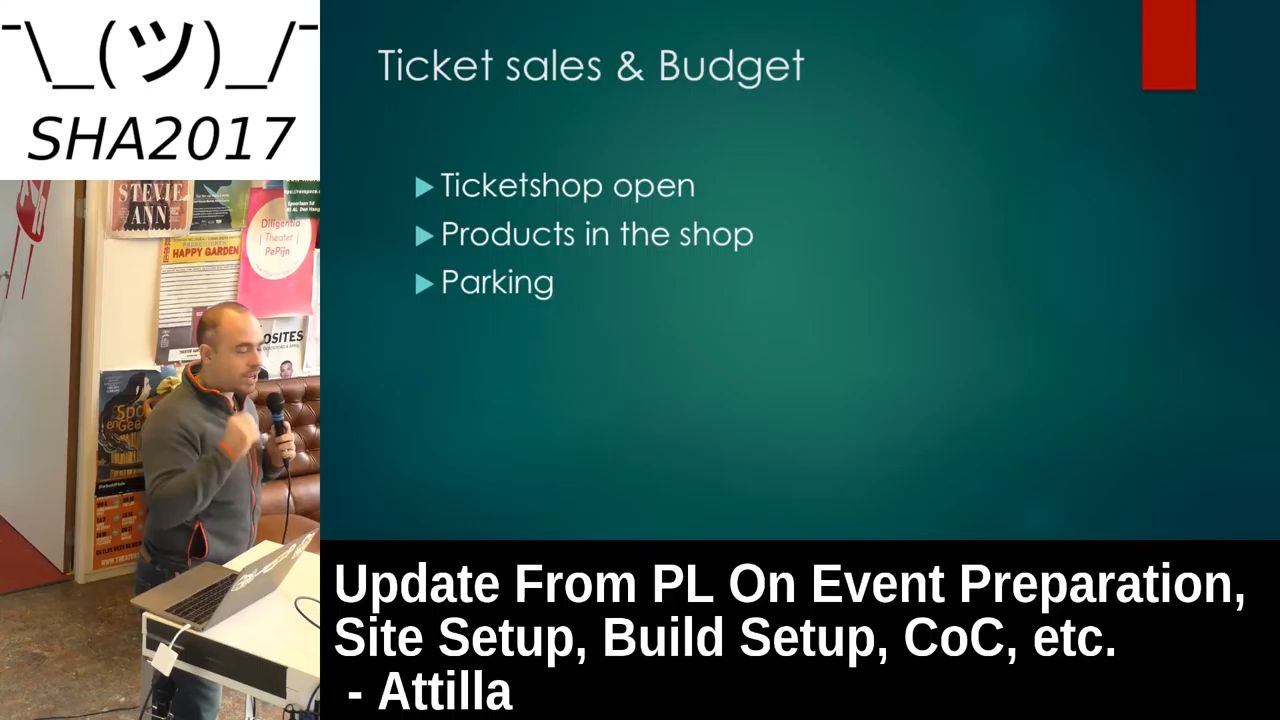 ¯\_(ツ)_/¯
SHA2017
Ticket sales & Budget
Ticketshop open
Products in the shop
Parking
STEVIE
ANN
Diligentia
Theater
PePijn
HAPPY GARDEN
OSITES
Update From PL On Event Preparation,
Site Setup, Build Setup, CoC, etc.
- Attilla